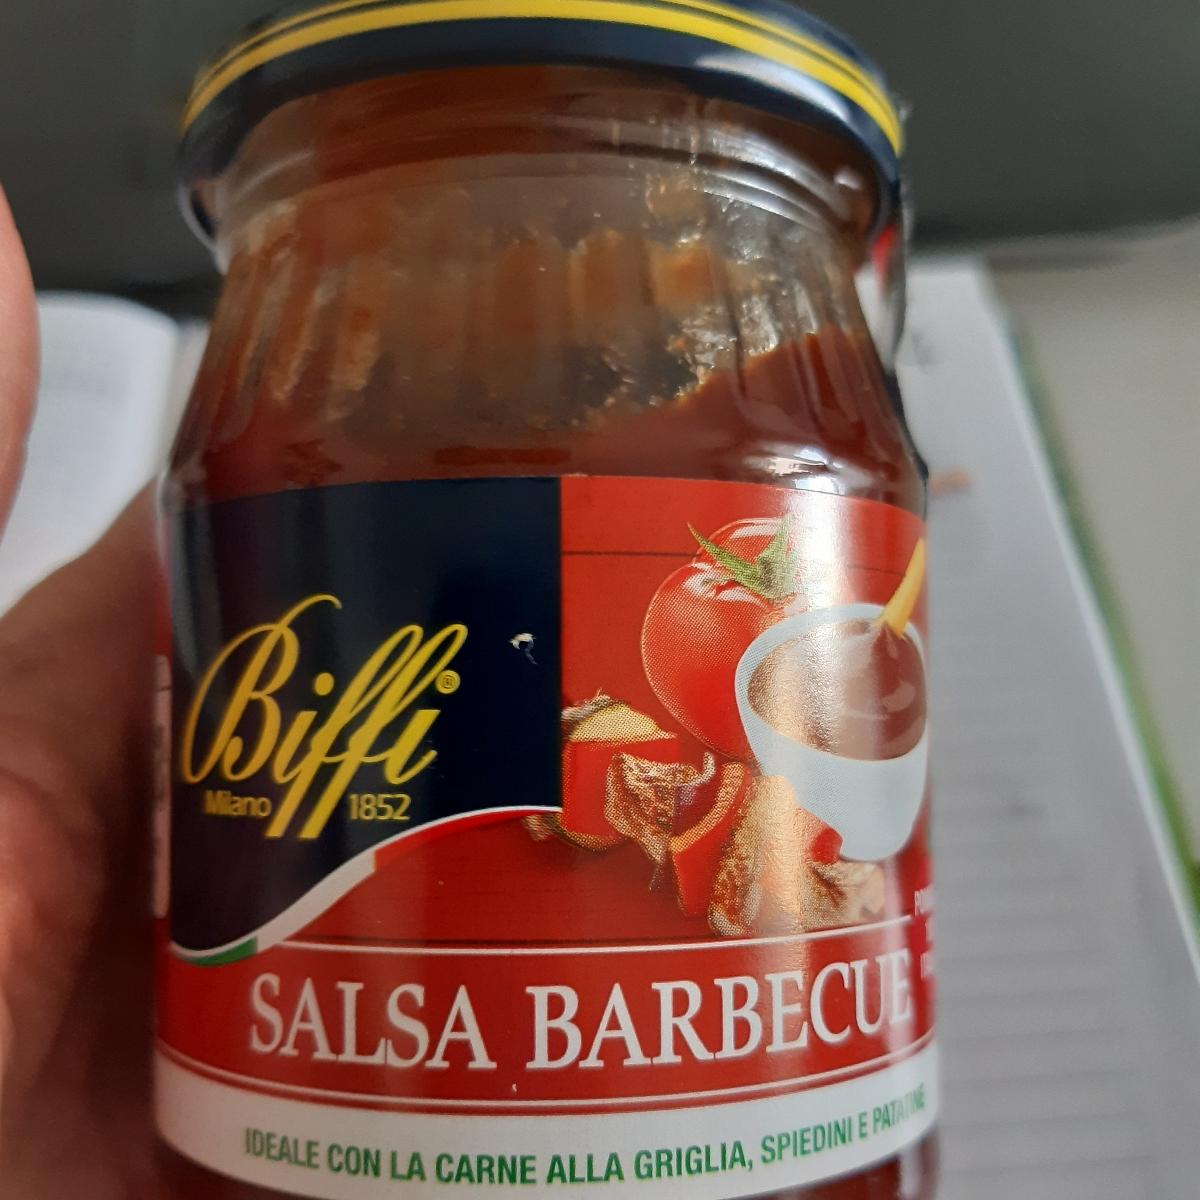 Biffi®
Milano 1852
SALSA BARBECUE
IDEALE CON LA CARNE ALLA GRIGLIA, SPIEDINI E PATATINE